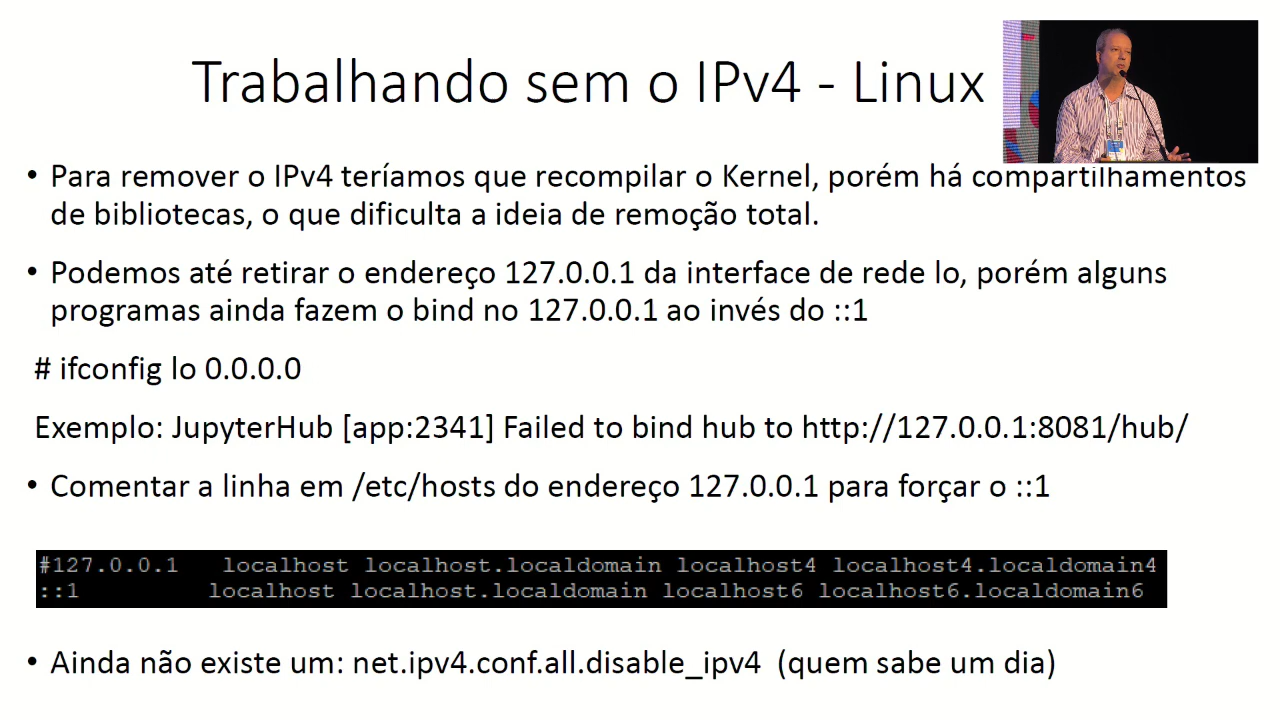 Trabalhando sem o IPv4 - Linux
• Para remover o IPv4 teríamos que recompilar o Kernel, porém há compartilhamentos
de bibliotecas, o que dificulta a ideia de remoção total.
• Podemos até retirar o endereço 127.0.0.1 da interface de rede lo, porém alguns
programas ainda fazem o bind no 127.0.0.1 ao invés do ::1
# ifconfig lo 0.0.0.0
Exemplo: JupyterHub [app:2341] Failed to bind hub to http://127.0.0.1:8081/hub/
• Comentar a linha em /etc/hosts do endereço 127.0.0.1 para forçar o ::1
#127.0.0.1 localhost localhost.localdomain localhost4 localhost4.localdomain4
::1 localhost localhost.localdomain localhost6 localhost6.localdomain6
• Ainda não existe um: net.ipv4.conf.all.disable_ipv4 (quem sabe um dia)